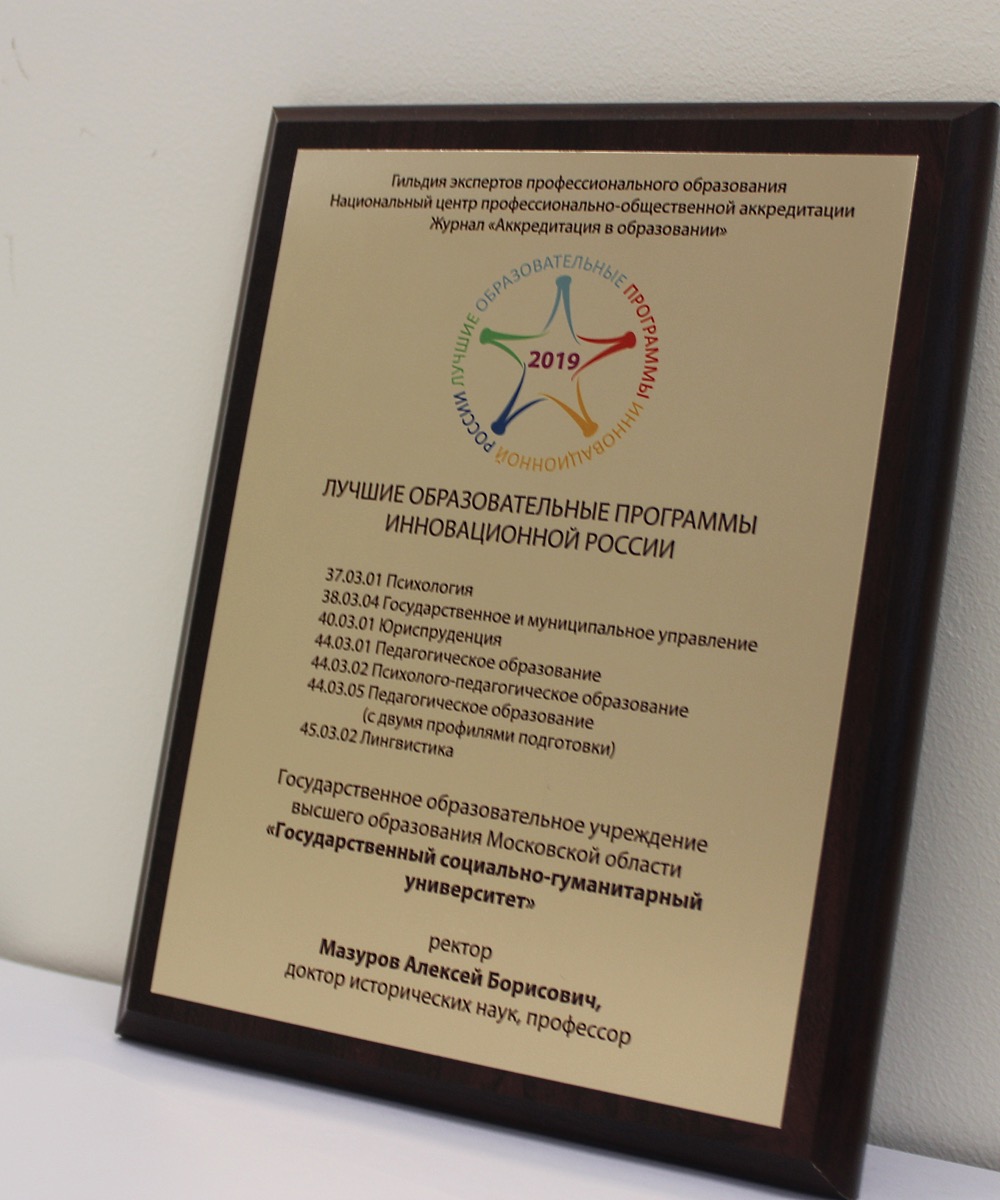 Гильдия экспертов профессионального образования
Национальный центр профессионально-общественной аккредитации
Журнал «Аккредитация в образовании»
ЛУЧШИЕ ОБРАЗОВАТЕЛЬНЫЕ ПРОГРАММЫ ИННОВАЦИОННОЙ РОССИИ
2019
ЛУЧШИЕ ОБРАЗОВАТЕЛЬНЫЕ ПРОГРАММЫ
ИННОВАЦИОННОЙ РОССИИ
37.03.01 Психология
38.03.04 Государственное и муниципальное управление
40.03.01 Юриспруденция
44.03.01 Педагогическое образование
44.03.02 Психолого-педагогическое образование
44.03.05 Педагогическое образование
(с двумя профилями подготовки)
45.03.02 Лингвистика
Государственное образовательное учреждение
высшего образования Московской области
«Государственный социально-гуманитарный
университет»
ректор
Мазуров Алексей Борисович,
доктор исторических наук, профессор